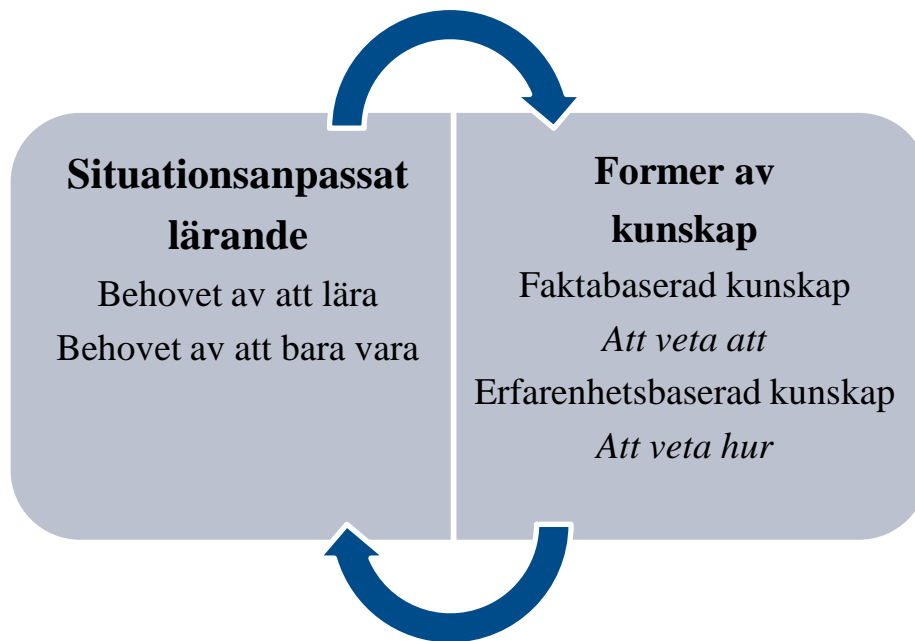 Situationsanpassat
lärande
Behovet av att lära
Behovet av att bara vara
Former av
kunskap
Faktabaserad kunskap
Att veta att
Erfarenhetsbaserad kunskap
Att veta hur